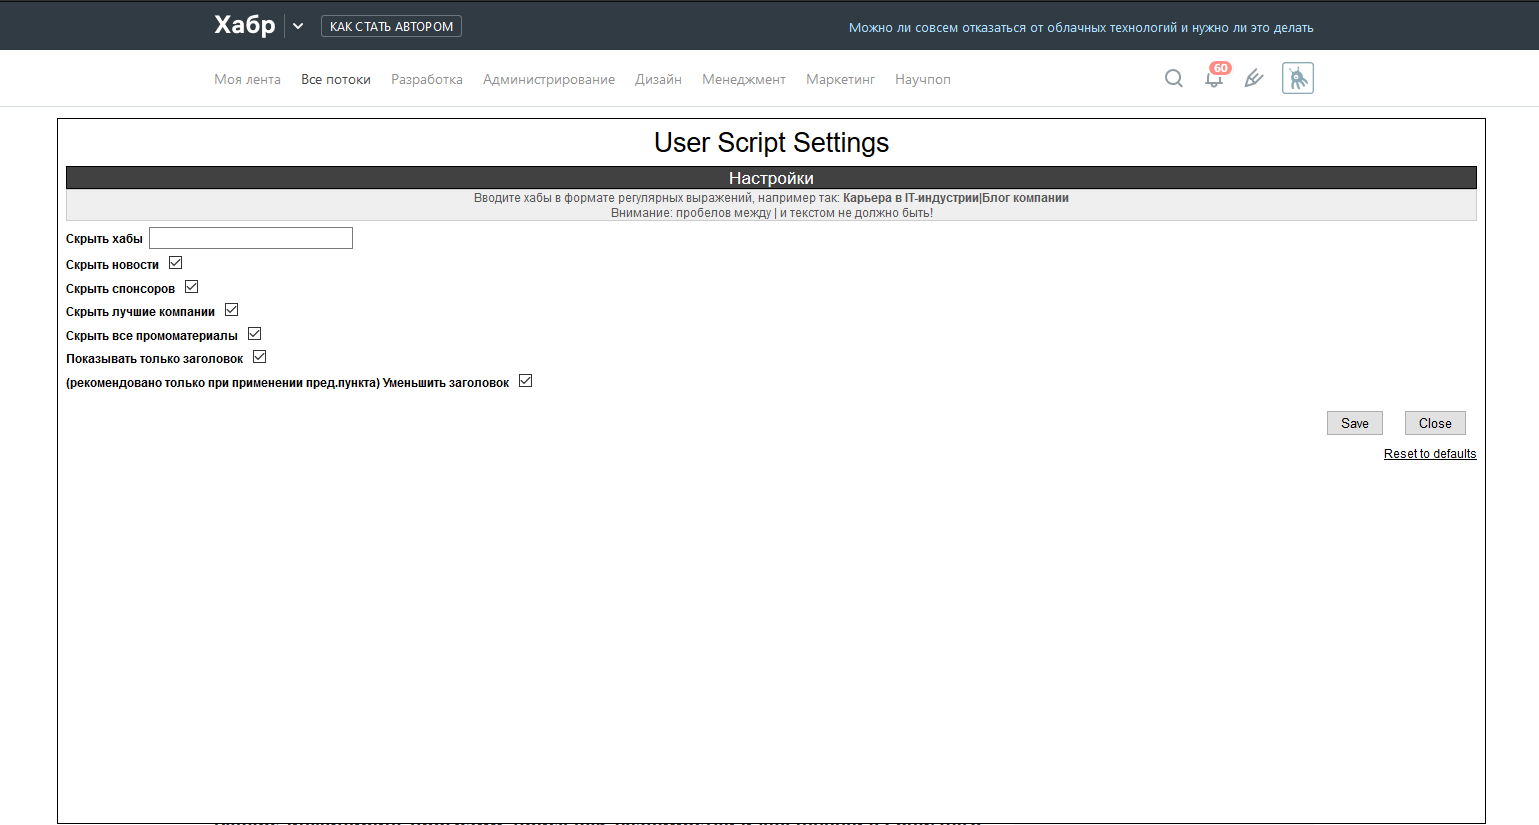 Хабр
КАК СТАТЬ АВТОРОМ
Можно ли совсем отказаться от облачных технологий и нужно ли это делать
Моя лента Все потоки Разработка Администрирование Дизайн Менеджмент Маркетинг Научпоп
60
User Script Settings
Настройки
Вводите хабы в формате регулярных выражений, например так: Карьера в IT-индустрии|Блог компании
Внимание: пробелов между | и текстом не должно быть!
Скрыть хабы
Скрыть новости
Скрыть спонсоров
Скрыть лучшие компании
Скрыть все промоматериалы
Показывать только заголовок
(рекомендовано только при применении пред.пункта) Уменьшить заголовок
Save Close
Reset to defaults